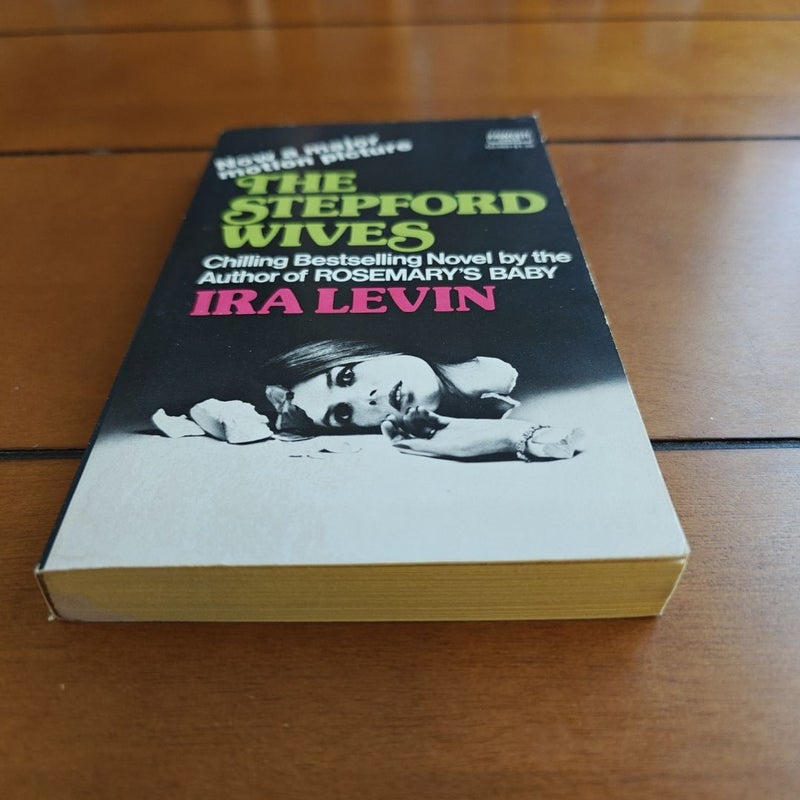 Now a major
motion picture
THE
STEPFORD
WIVES
Chilling Bestselling Novel by the
Author of ROSEMARY'S BABY
IRA LEVIN